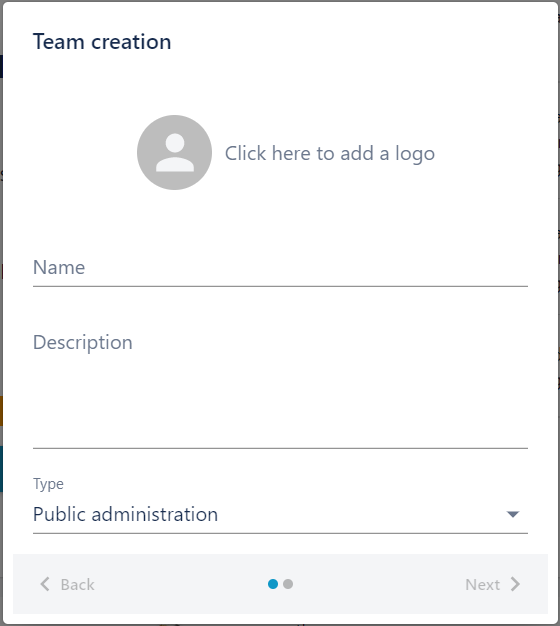 Team creation
Click here to add a logo
Name
Description
Type
Public administration
Back
Next